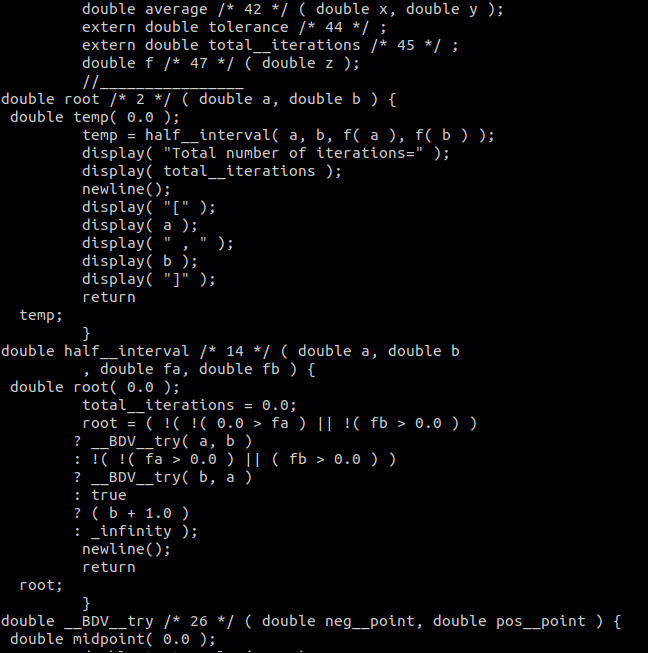 double average /* 42 */ ( double x, double y );
extern double tolerance /* 44 */ ;
extern double total__iterations /* 45 */ ;
double f /* 47 */ ( double z );
//________________
double root /* 2 */ ( double a, double b ) {
double temp( 0.0 );
temp = half__interval( a, b, f( a ), f( b ) );
display( "Total number of iterations=" );
display( total__iterations );
newline();
display( "[" );
display( a );
display( " , " );
display( b );
display( "]" );
return
temp;
}
double half__interval /* 14 */ ( double a, double b
, double fa, double fb ) {
double root( 0.0 );
total__iterations = 0.0;
root = ( !( !( 0.0 > fa ) || !( fb > 0.0 ) )
? __BDV__try( a, b )
: !( !( fa > 0.0 ) || ( fb > 0.0 ) )
? __BDV__try( b, a )
: true
? ( b + 1.0 )
: _infinity );
newline();
return
root;
}
double __BDV__try /* 26 */ ( double neg__point, double pos__point ) {
double midpoint( 0.0 );